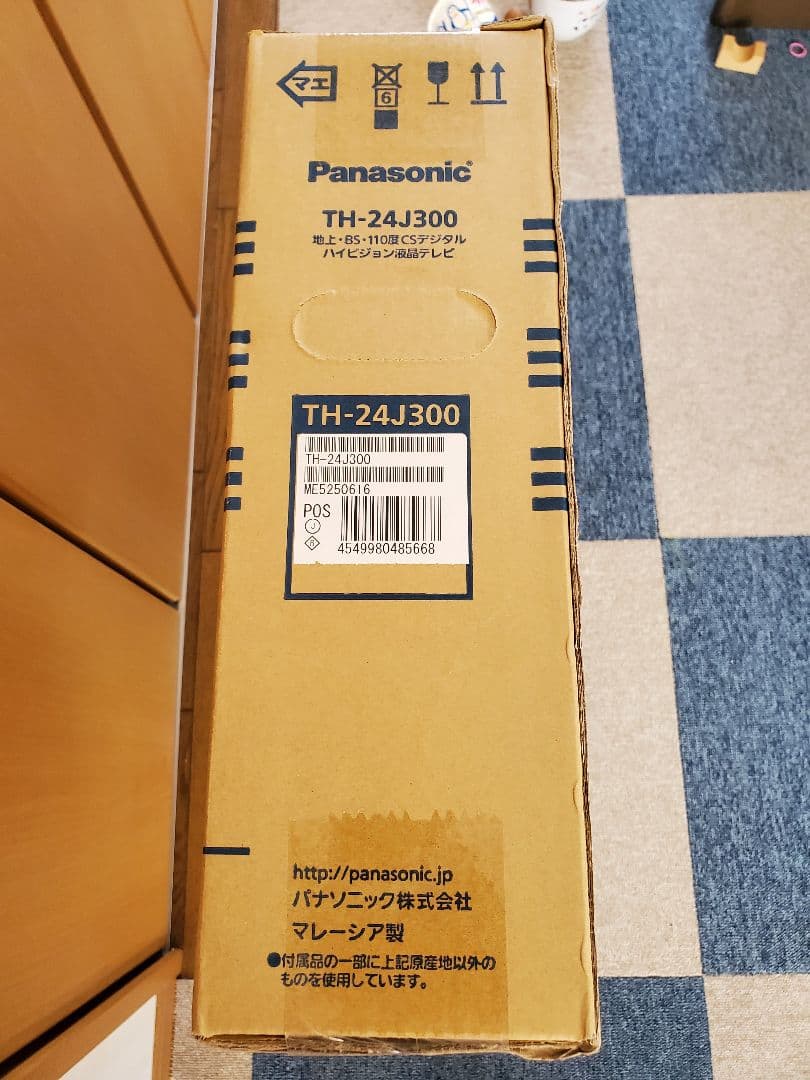 マエ
6
Panasonic
TH-24J300
地上・BS・110度CSデジタル
ハイビジョン液晶テレビ
TH-24J300
TH-24J300
ME5250616
POS
J
R
4549980485668
http://panasonic.jp
パナソニック株式会社
マレーシア製
●付属品の一部に上記原産地以外の
ものを使用しています。